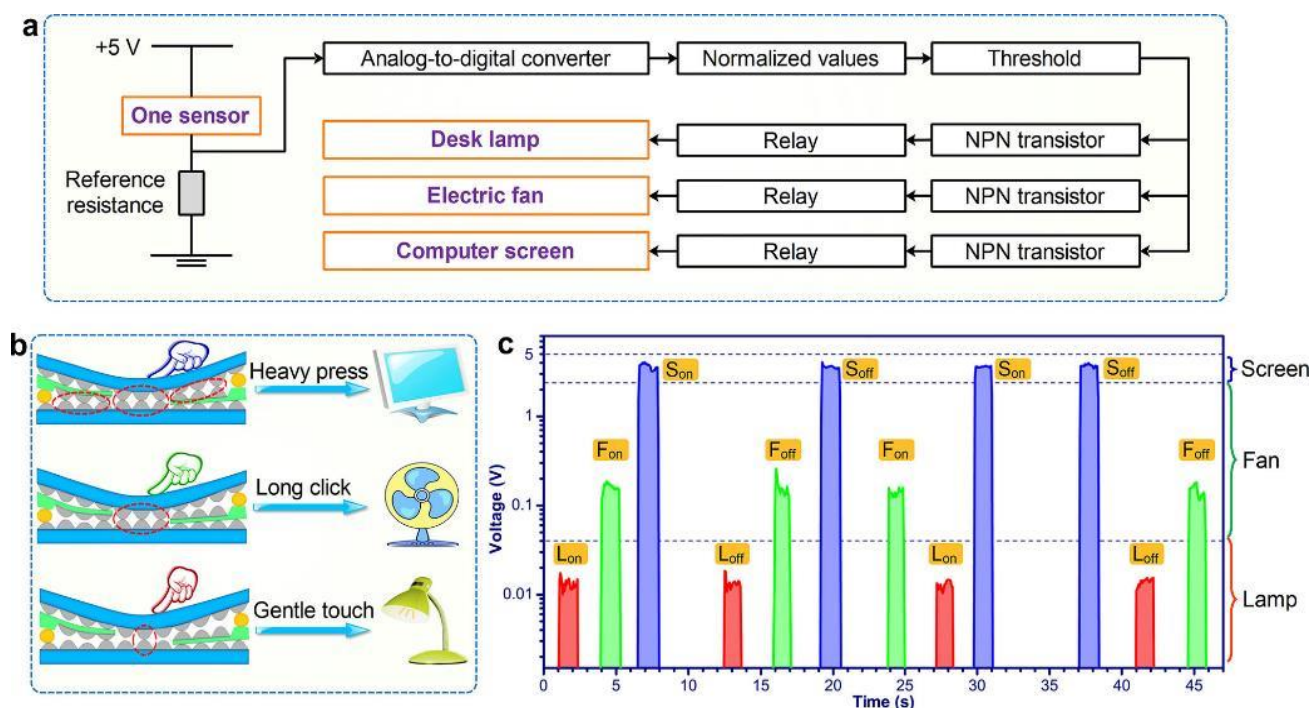 a
+5 V
One sensor
Reference
resistance
Analog-to-digital converter
Normalized values
Threshold
Desk lamp
Relay
NPN transistor
Electric fan
Relay
NPN transistor
Computer screen
Relay
NPN transistor
b
Heavy press
Long click
Gentle touch
c
Voltage (V)
5
1
0.1
0.01
Lon
Fon
Son
Loff
Foff
Soff
Fon
Lon
Son
Soff
Loff
Foff
Screen
Fan
Lamp
0 5 10 15 20 25 30 35 40 45
Time (s)